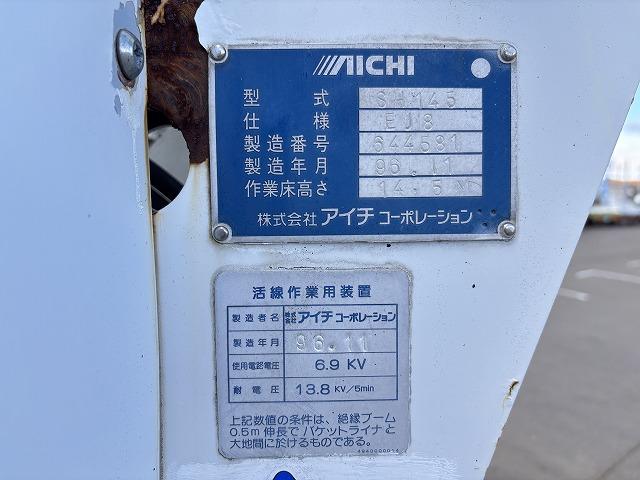 AICHI
型式 SH145
仕様 EJ8
製造番号 644581
製造年月 96.11
作業床高さ 14.5M
株式会社 アイチ コーポレーション
活線作業用装置
製造者名 株式会社 アイチ コーポレーション
製造年月 96.11
使用電路電圧 6.9 KV
耐電圧 13.8 KV/5min
上記数値の条件は、絶縁ブーム
0.5m伸長で バケットライナと
大地間に於けるものである。